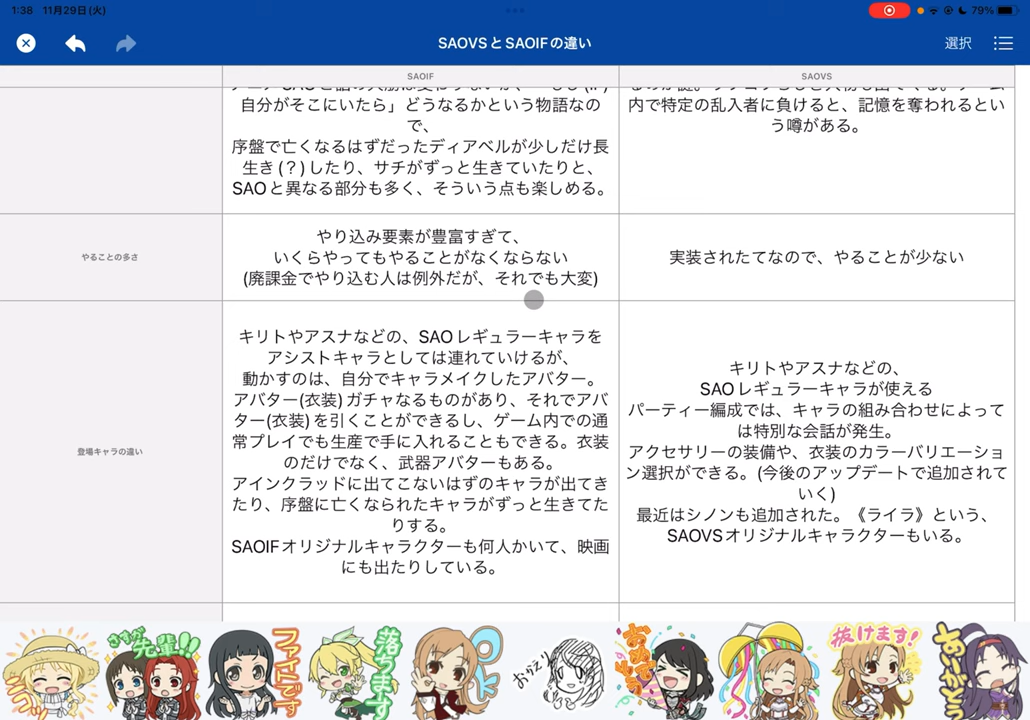 1:38 11月29日(火)
79%
SAOVSとSAOIFの違い
選択
SAOIF
SAOVS
自分がそこにいたら」どうなるかという物語なの
で、
序盤で亡くなるはずだったディアベルが少しだけ長
生き(?)したり、サチがずっと生きていたりと、
SAOと異なる部分も多く、そういう点も楽しめる。
内で特定の乱入者に負けると、記憶を奪われるとい
う噂がある。
やることの多さ
やり込み要素が豊富すぎて、
いくらやってもやることがなくならない
(廃課金でやり込む人は例外だが、それでも大変)
実装されたてなので、やることが少ない
登場キャラの違い
キリトやアスナなどの、SAOレギュラーキャラを
アシストキャラとしては連れていけるが、
動かすのは、自分でキャラメイクしたアバター。
アバター(衣装)ガチャなるものがあり、それでアバ
ター(衣装)を引くことができるし、ゲーム内での通
常プレイでも生産で手に入れることもできる。衣装
のだけでなく、武器アバターもある。
アインクラッドに出てこないはずのキャラが出てき
たり、序盤に亡くなられたキャラがずっと生きてた
りする。
SAOIFオリジナルキャラクターも何人かいて、映画
にも出たりしている。
キリトやアスナなどの、
SAOレギュラーキャラが使える
パーティー編成では、キャラの組み合わせによって
は特別な会話が発生。
アクセサリーの装備や、衣装のカラーバリエーショ
ン選択ができる。(今後のアップデートで追加されて
いく)
最近はシノンも追加された。《ライラ》という、
SAOVSオリジナルキャラクターもいる。
さすが先輩!!
ファイトです
落ちます
OK
おかえり
抜けます!
ありがとう